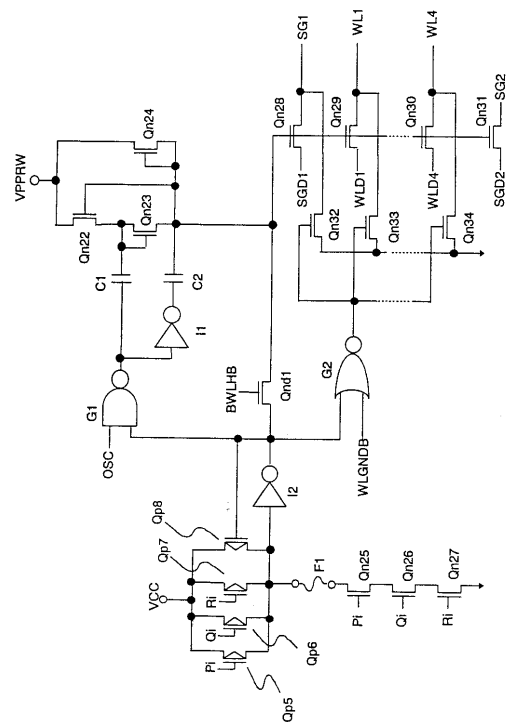 VPPRW
Qn24
Qn22
Qn23
C1
C2
I1
G1
OSC
SG1
WL1
WL4
Qn28
Qn29
Qn30
Qn31
SGD1
WLD1
WLD4
SGD2
SG2
Qn32
Qn33
Qn34
BWLHB
Qnd1
G2
WLGNDB
I2
Qp8
Qp7
VCC
Ri
Qi
Pi
Qp6
Qp5
F1
Pi
Qn25
Qi
Qn26
Ri
Qn27